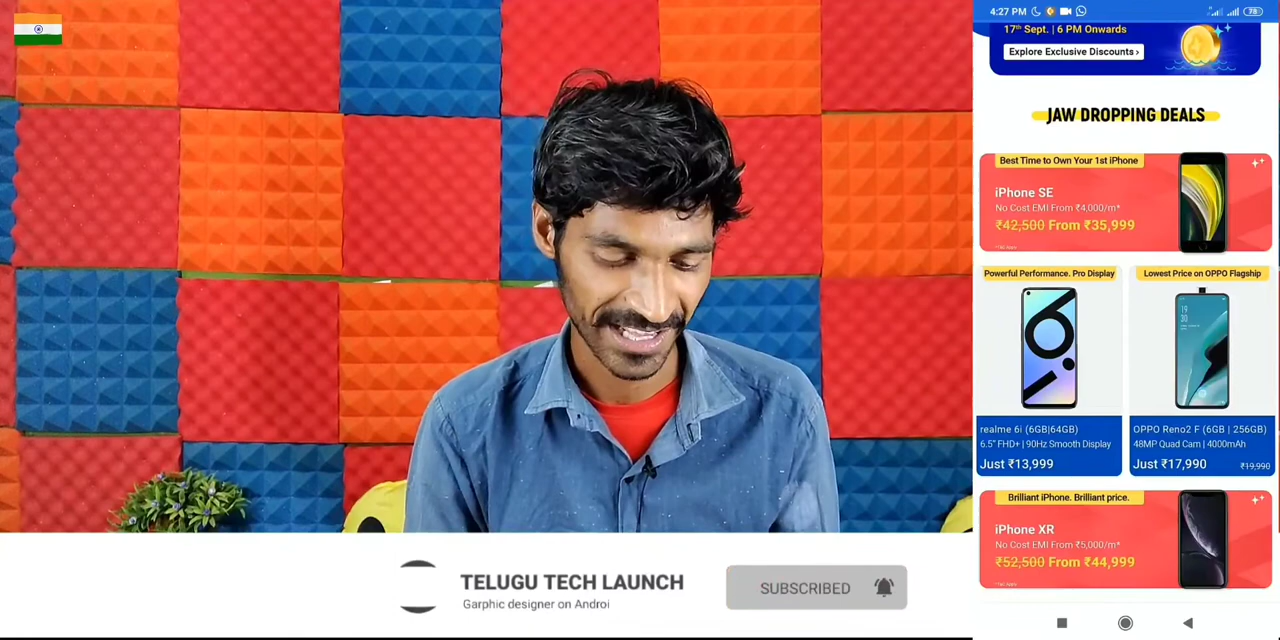 TELUGU TECH LAUNCH
Garphic designer on Androi
SUBSCRIBED
4:27 PM
78
17th Sept. | 6 PM Onwards
Explore Exclusive Discounts ›
JAW DROPPING DEALS
Best Time to Own Your 1st iPhone
iPhone SE
No Cost EMI From ₹4,000/m*
₹42,500 From ₹35,999
Powerful Performance. Pro Display
realme 6i (6GB|64GB)
6.5" FHD+ | 90Hz Smooth Display
Just ₹13,999
Lowest Price on OPPO Flagship
19
30
OPPO Reno2 F (6GB | 256GB)
48MP Quad Cam | 4000mAh
Just ₹17,990 ₹19,990
Brilliant iPhone. Brilliant price.
iPhone XR
No Cost EMI From ₹5,000/m*
₹52,500 From ₹44,999